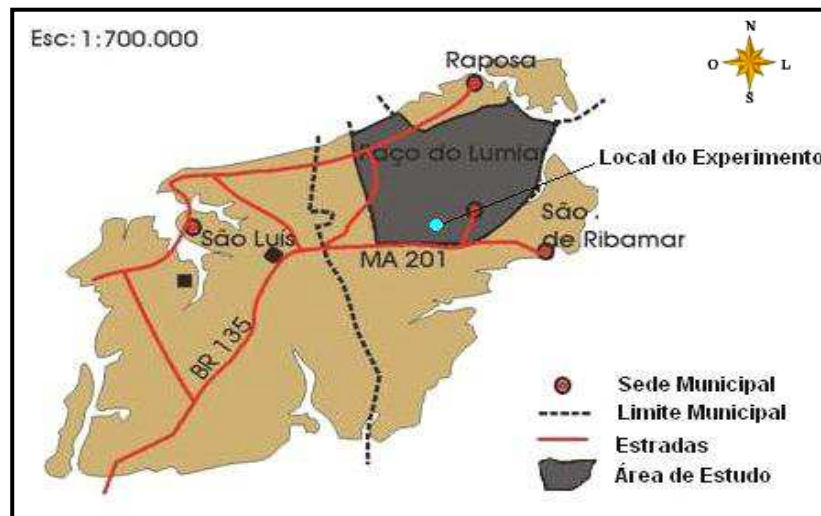 Esc: 1:700.000
N
O
L
S
Raposa
Paço do Lumiar
Local do Experimento
São Luís
São
de Ribamar
MA 201
BR 135
Sede Municipal
Limite Municipal
Estradas
Área de Estudo